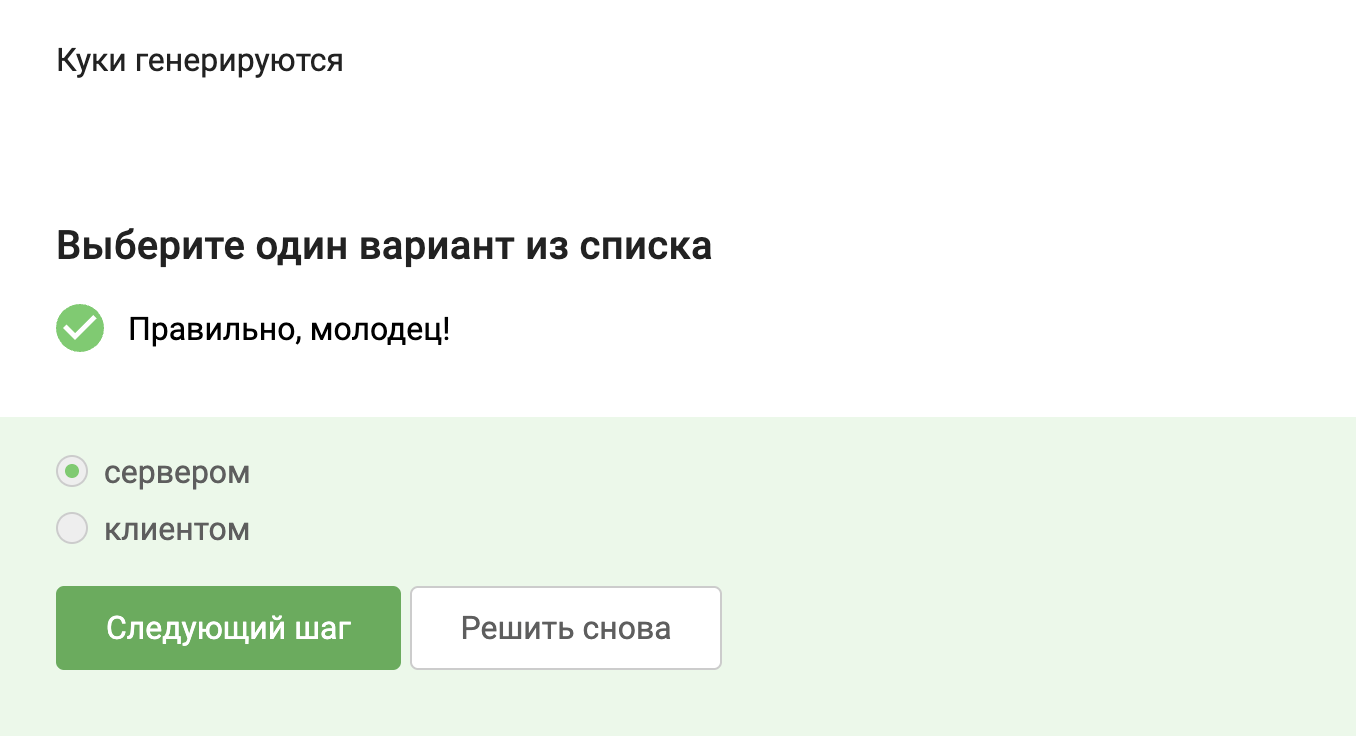 Куки генерируются
Выберите один вариант из списка
Правильно, молодец!
сервером
клиентом
Следующий шаг
Решить снова